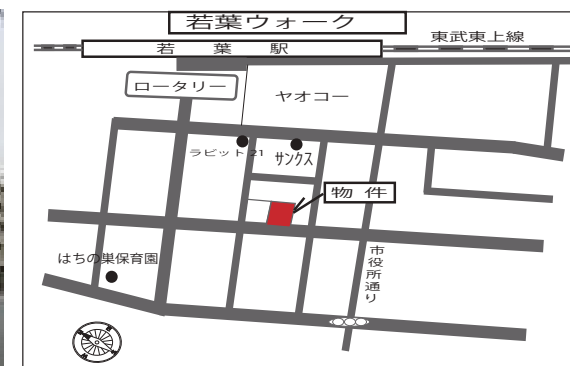 若葉ウォーク
東武東上線
若葉駅
ロータリー
ヤオコー
ラビット21
サンクス
物件
はちの巣保育園
市役所通り